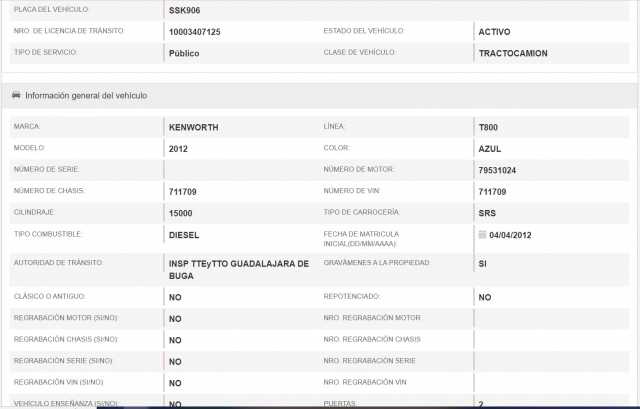 PLACA DEL VEHÍCULO: SSK906
NRO. DE LICENCIA DE TRÁNSITO: 10003407125 ESTADO DEL VEHÍCULO: ACTIVO
TIPO DE SERVICIO: Público CLASE DE VEHÍCULO: TRACTOCAMION
Información general del vehículo
MARCA: KENWORTH LÍNEA: T800
MODELO: 2012 COLOR: AZUL
NÚMERO DE SERIE: NÚMERO DE MOTOR: 79531024
NÚMERO DE CHASIS: 711709 NÚMERO DE VIN: 711709
CILINDRAJE: 15000 TIPO DE CARROCERÍA: SRS
TIPO COMBUSTIBLE: DIESEL FECHA DE MATRICULA
INICIAL(DD/MM/AAAA): 04/04/2012
AUTORIDAD DE TRÁNSITO: INSP TTEyTTO GUADALAJARA DE GRAVÁMENES A LA PROPIEDAD: SI
BUGA
CLÁSICO O ANTIGUO: NO REPOTENCIADO: NO
REGRABACIÓN MOTOR (SI/NO): NO NRO. REGRABACIÓN MOTOR
REGRABACIÓN CHASIS (SI/NO): NO NRO. REGRABACIÓN CHASIS
REGRABACIÓN SERIE (SI/NO): NO NRO. REGRABACIÓN SERIE
REGRABACIÓN VIN (SI/NO): NO NRO. REGRABACIÓN VIN
VEHÍCULO ENSEÑANZA (SI/NO): NO PUERTAS: 2